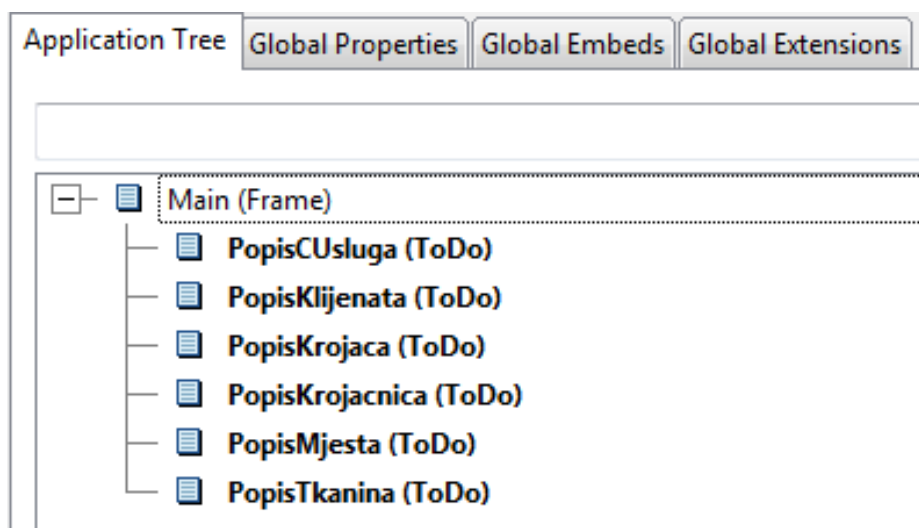 Application Tree Global Properties Global Embeds Global Extensions
Main (Frame)
PopisCUsluga (ToDo)
PopisKlijenata (ToDo)
PopisKrojaca (ToDo)
PopisKrojacnica (ToDo)
PopisMjesta (ToDo)
PopisTkanina (ToDo)